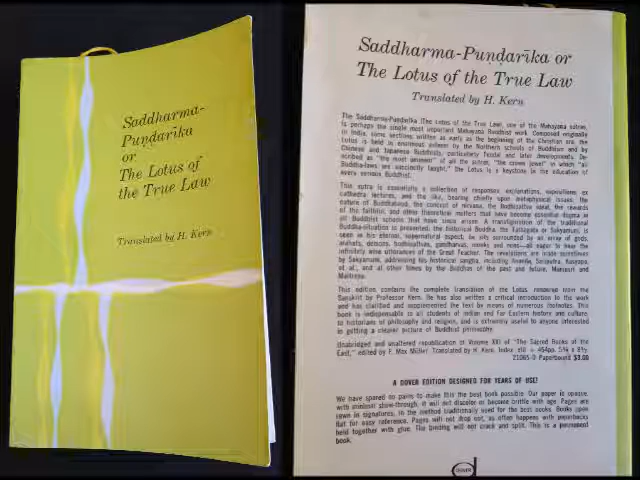 Saddharma-
Puṇḍarīka
or
The Lotus of
the True Law
Translated by H. Kern
Saddharma-Puṇḍarīka or
The Lotus of the True Law
Translated by H. Kern
The Saddharma-Pundarika (The Lotus of the True Law), one of the Mahayana sutras,
is perhaps the single most important Mahayana Buddhist work. Composed originally
in India, some sections written as early as the beginning of the Christian era, the
Lotus is held in enormous esteem by the Northern schools of Buddhism and by
Chinese and Japanese Buddhists, particularly Tendai and later developments. De-
scribed as "the most eminent" of all the sutras, "the crown jewel" in which "all
Buddha-laws are succinctly taught," the Lotus is a keystone in the education of
every serious Buddhist.
This sutra is essentially a collection of responses, explanations, expositions, ex
cathedra lectures, and the like, bearing chiefly upon metaphysical issues: the
nature of Buddhahood, the concept of nirvana, the Bodhisattva ideal, the rewards
of the faithful, and other theoretical matters that have become essential dogma in
all Buddhist schools that have since arisen. A transfiguration of the traditional
Buddha-situation is presented; the historical Buddha, the Tathagata or Sakyamuni, is
seen in his eternal, supernatural aspect, as he sits surrounded by an array of gods,
arahats, demons, bodhisattvas, gandharvas, monks and more—all eager to hear the
infinitely wise utterances of the Great Teacher. The revelations are made sometimes
by Sakyamuni, addressing his historical sangha, including Ananda, Sariputra, Kasyapa,
et al., and at other times by the Buddhas of the past and future, Manjusri and
Maitreya.
This edition contains the complete translation of the Lotus, rendered from the
Sanskrit by Professor Kern. He has also written a critical introduction to the work
and has clarified and supplemented the text by means of numerous footnotes. This
book is indispensable to all students of Indian and Far Eastern history and culture,
to historians of philosophy and religion, and is extremely useful to anyone interested
in getting a clearer picture of Buddhist philosophy.
Unabridged and unaltered republication of Volume XXI of "The Sacred Books of the
East," edited by F. Max Müller. Translated by H. Kern. Index. xlii + 454pp. 5⅜ x 8½.
21065-0 Paperbound $3.00
A DOVER EDITION DESIGNED FOR YEARS OF USE!
We have spared no pains to make this the best book possible. Our paper is opaque,
with minimal show-through; it will not discolor or become brittle with age. Pages are
sewn in signatures, in the method traditionally used for the best books. Books open
flat for easy reference. Pages will not drop out, as often happens with paperbacks
held together with glue. The binding will not crack and split. This is a permanent
book.
DOVER